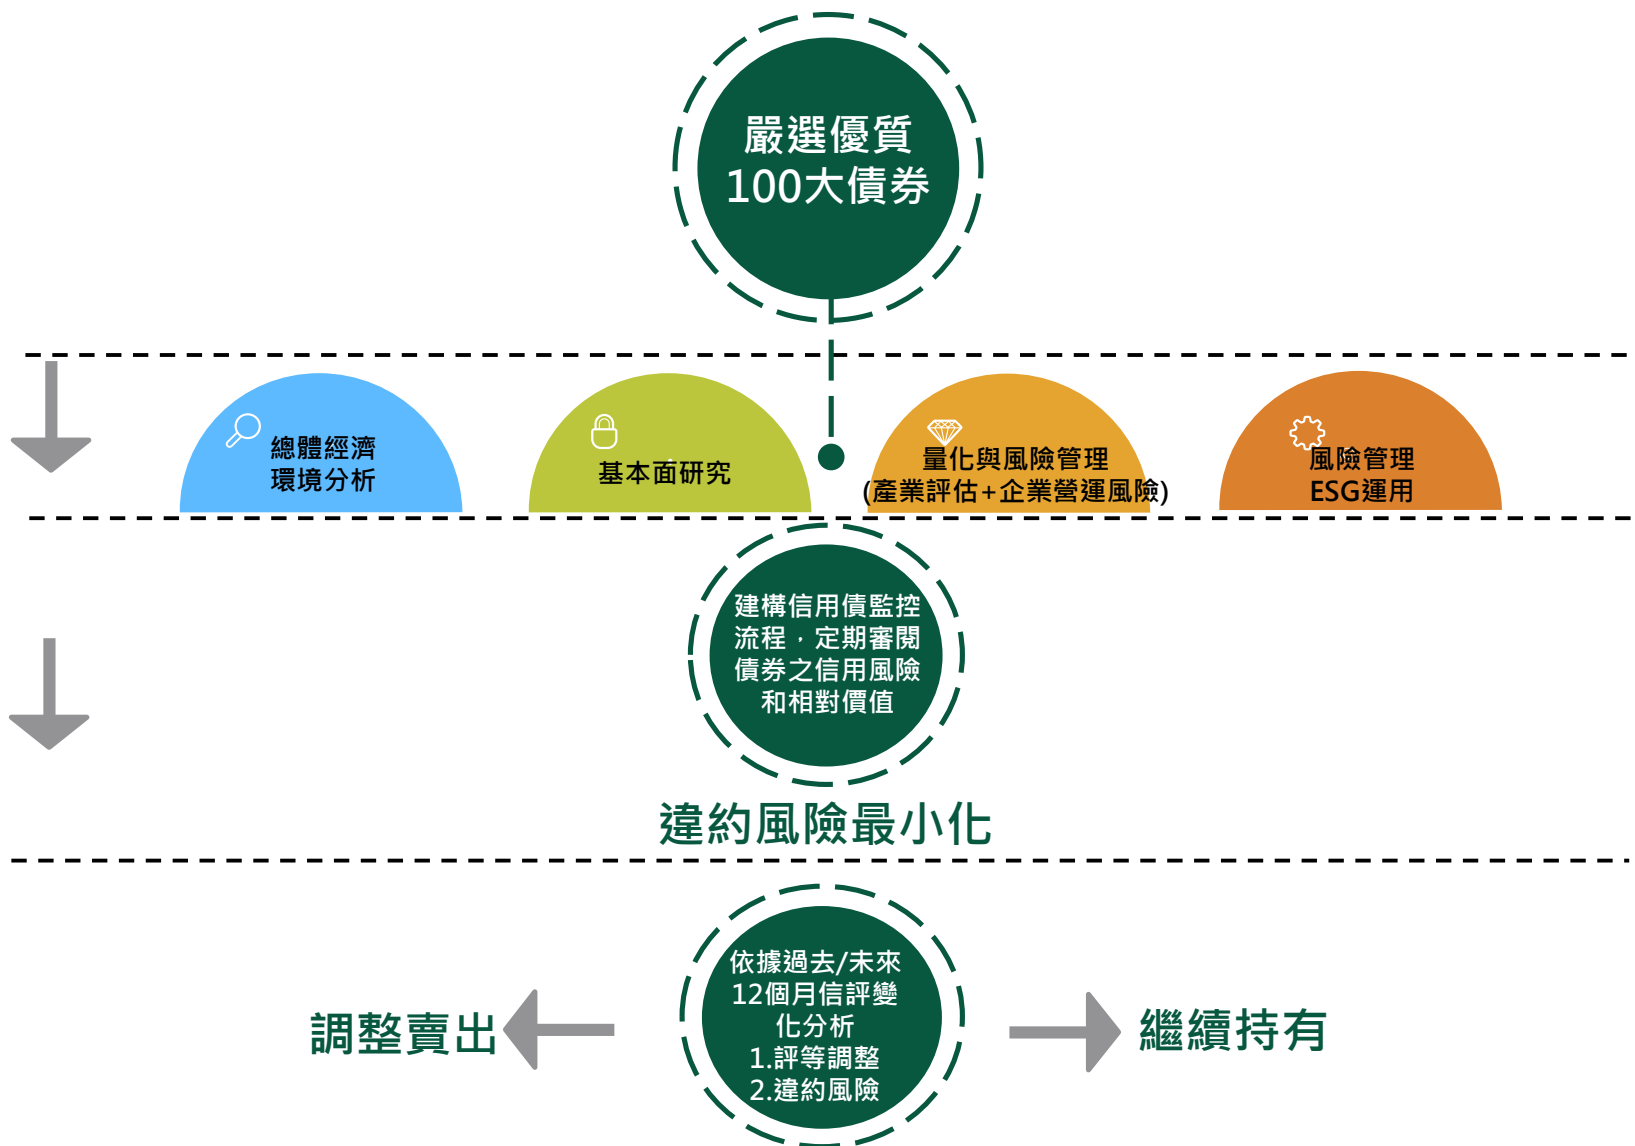 嚴選優質
100大債券
總體經濟
環境分析
基本面研究
量化與風險管理
(產業評估+企業營運風險)
風險管理
ESG運用
建構信用債監控
流程，定期審閱
債券之信用風險
和相對價值
違約風險最小化
依據過去/未來
12個月信評變
化分析
1.評等調整
2.違約風險
調整賣出
繼續持有